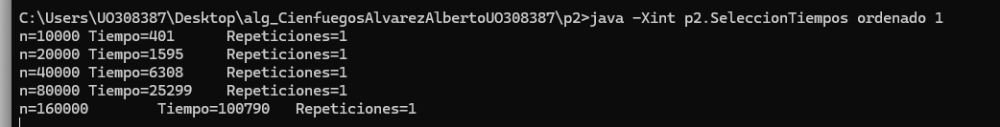 C:\Users\UO308387\Desktop\alg_CienfuegosAlvarezAlbertoUO308387\p2>java -Xint p2.SeleccionTiempos ordenado 1
n=10000 Tiempo=401 Repeticiones=1
n=20000 Tiempo=1595 Repeticiones=1
n=40000 Tiempo=6308 Repeticiones=1
n=80000 Tiempo=25299 Repeticiones=1
n=160000 Tiempo=100790 Repeticiones=1